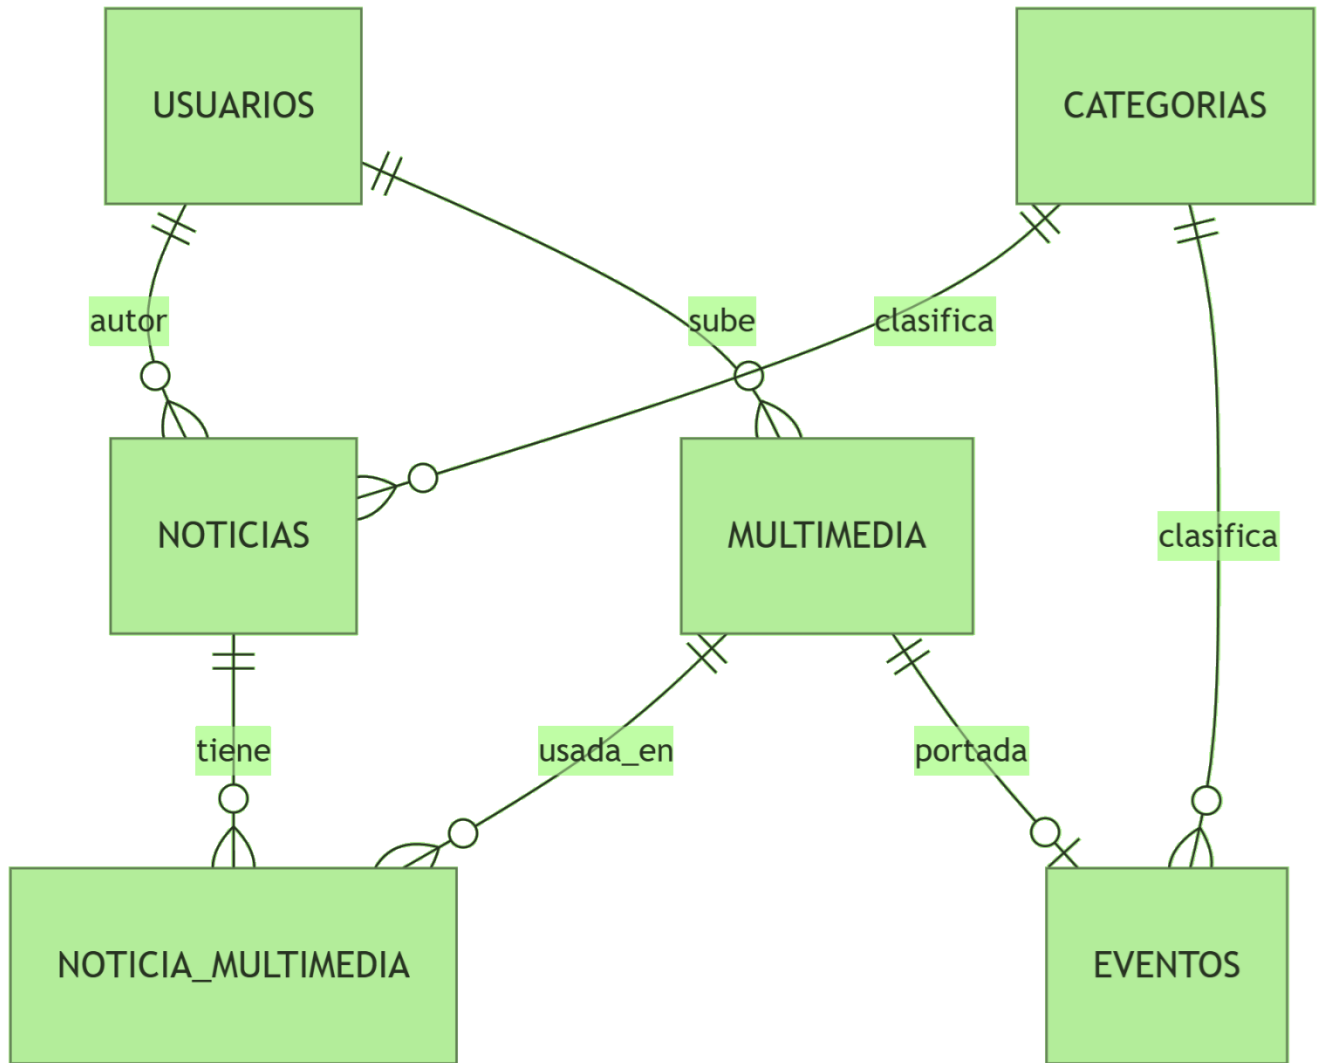 USUARIOS
CATEGORIAS
autor
sube
clasifica
NOTICIAS
MULTIMEDIA
clasifica
tiene
usada_en
portada
NOTICIA_MULTIMEDIA
EVENTOS